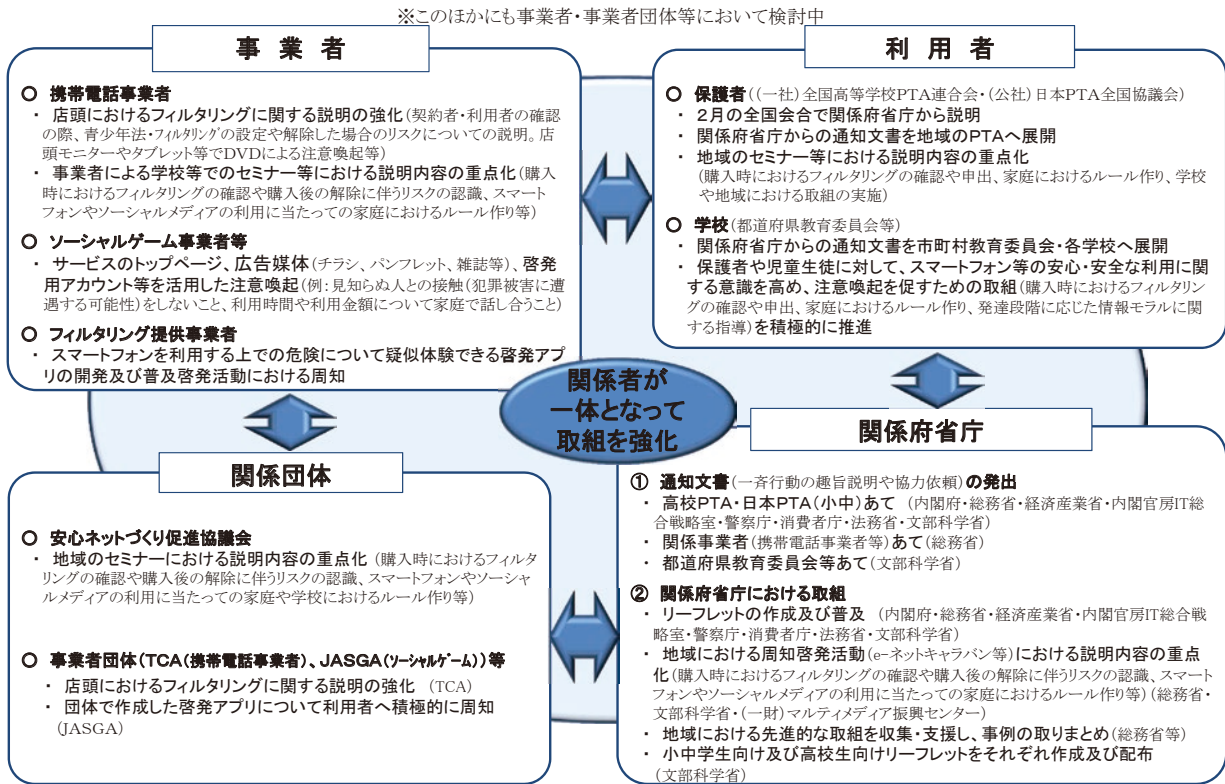 ※このほかにも事業者・事業者団体等において検討中
事 業 者
○ 携帯電話事業者
・ 店頭におけるフィルタリングに関する説明の強化(契約者・利用者の確認
の際、青少年法・フィルタリングの設定や解除した場合のリスクについての説明。店
頭モニターやタブレット等でDVDによる注意喚起等)
・ 事業者による学校等でのセミナー等における説明内容の重点化(購入
時におけるフィルタリングの確認や購入後の解除に伴うリスクの認識、スマート
フォンやソーシャルメディアの利用に当たっての家庭におけるルール作り等)
○ ソーシャルゲーム事業者等
・ サービスのトップページ、広告媒体(チラシ、パンフレット、雑誌等)、啓発
用アカウント等を活用した注意喚起(例:見知らぬ人との接触(犯罪被害に遭
遇する可能性)をしないこと、利用時間や利用金額について家庭で話し合うこと)
○ フィルタリング提供事業者
・ スマートフォンを利用する上での危険について疑似体験できる啓発アプ
リの開発及び普及啓発活動における周知
利 用 者
○ 保護者((一社)全国高等学校PTA連合会・(公社)日本PTA全国協議会)
・ 2月の全国会合で関係府省庁から説明
・ 関係府省庁からの通知文書を地域のPTAへ展開
・ 地域のセミナー等における説明内容の重点化
(購入時におけるフィルタリングの確認や申出、家庭におけるルール作り、学校
や地域における取組の実施)
○ 学校(都道府県教育委員会等)
・ 関係府省庁からの通知文書を市町村教育委員会・各学校へ展開
・ 保護者や児童生徒に対して、スマートフォン等の安心・安全な利用に関
する意識を高め、注意喚起を促すための取組(購入時におけるフィルタリン
グの確認や申出、家庭におけるルール作り、発達段階に応じた情報モラルに関
する指導)を積極的に推進
関係者が
一体となって
取組を強化
関係団体
○ 安心ネットづくり促進協議会
・ 地域のセミナーにおける説明内容の重点化 (購入時におけるフィルタ
リングの確認や購入後の解除に伴うリスクの認識、スマートフォンやソーシャ
ルメディアの利用に当たっての家庭や学校におけるルール作り等)
○ 事業者団体(TCA(携帯電話事業者)、JASGA(ソーシャルゲーム))等
・ 店頭におけるフィルタリングに関する説明の強化 (TCA)
・ 団体で作成した啓発アプリについて利用者へ積極的に周知
(JASGA)
関係府省庁
① 通知文書(一斉行動の趣旨説明や協力依頼)の発出
・ 高校PTA・日本PTA(小中)あて (内閣府・総務省・経済産業省・内閣官房IT総
合戦略室・警察庁・消費者庁・法務省・文部科学省)
・ 関係事業者(携帯電話事業者等)あて(総務省)
・ 都道府県教育委員会等あて(文部科学省)
② 関係府省庁における取組
・ リーフレットの作成及び普及 (内閣府・総務省・経済産業省・内閣官房IT総合戦
略室・警察庁・消費者庁・法務省・文部科学省)
・ 地域における周知啓発活動(e-ネットキャラバン等)における説明内容の重点
化(購入時におけるフィルタリングの確認や購入後の解除に伴うリスクの認識、スマート
フォンやソーシャルメディアの利用に当たっての家庭におけるルール作り等)(総務省・
文部科学省・(一財)マルティメディア振興センター)
・ 地域における先進的な取組を収集・支援し、事例の取りまとめ(総務省等)
・ 小中学生向け及び高校生向けリーフレットをそれぞれ作成及び配布
(文部科学省)